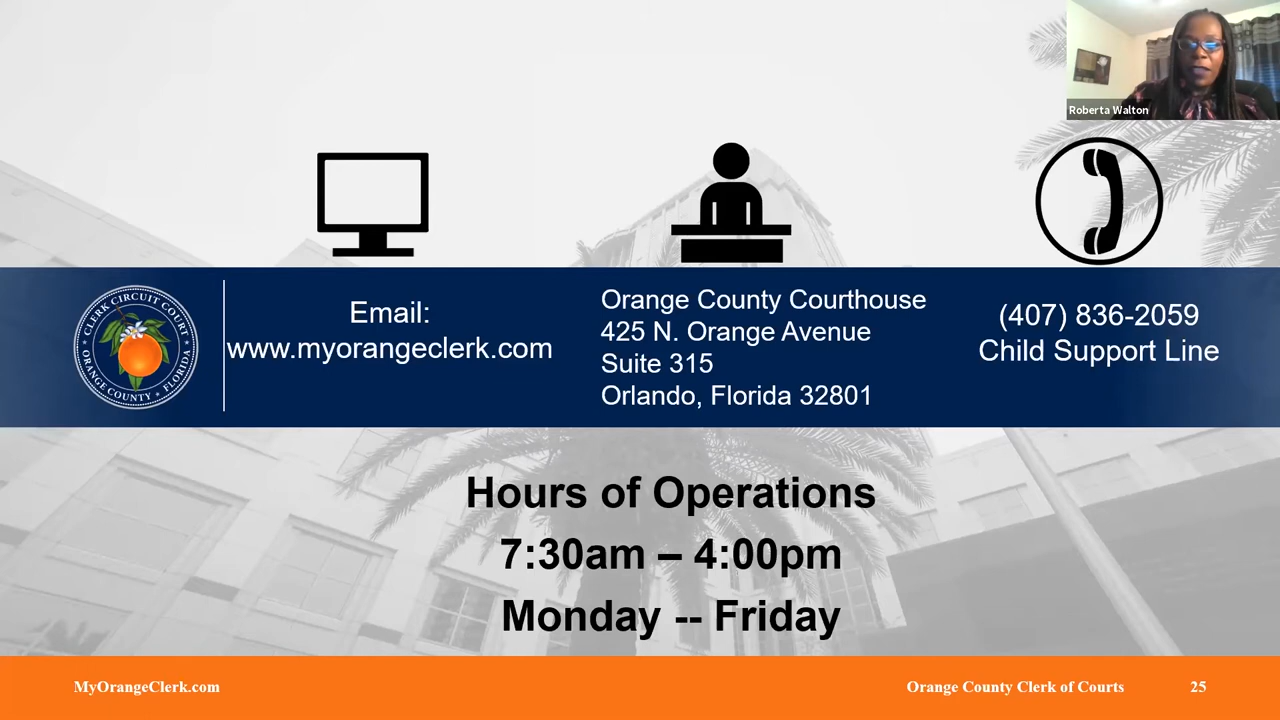 Roberta Walton
CLERK CIRCUIT COURT
ORANGE COUNTY * FLORIDA
Email:
www.myorangeclerk.com
Orange County Courthouse
425 N. Orange Avenue
Suite 315
Orlando, Florida 32801
(407) 836-2059
Child Support Line
Hours of Operations
7:30am – 4:00pm
Monday -- Friday
MyOrangeClerk.com
Orange County Clerk of Courts
25